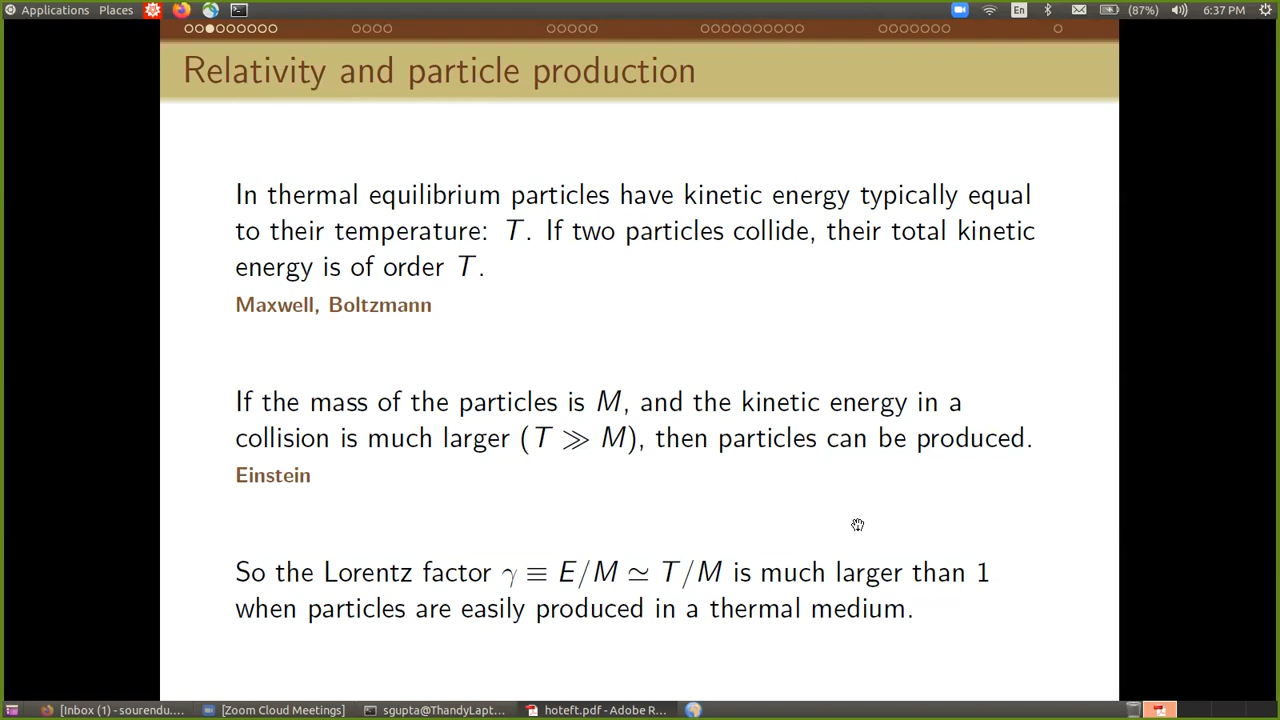 Applications Places En (87%) 6:37 PM
Relativity and particle production
In thermal equilibrium particles have kinetic energy typically equal
to their temperature: T. If two particles collide, their total kinetic
energy is of order T.
Maxwell, Boltzmann
If the mass of the particles is M, and the kinetic energy in a
collision is much larger (T ≫ M), then particles can be produced.
Einstein
So the Lorentz factor γ ≡ E/M ≃ T/M is much larger than 1
when particles are easily produced in a thermal medium.
[Inbox (1) - sourendu.... [Zoom Cloud Meetings] sgupta@ThandyLapt... hoteft.pdf - Adobe R...